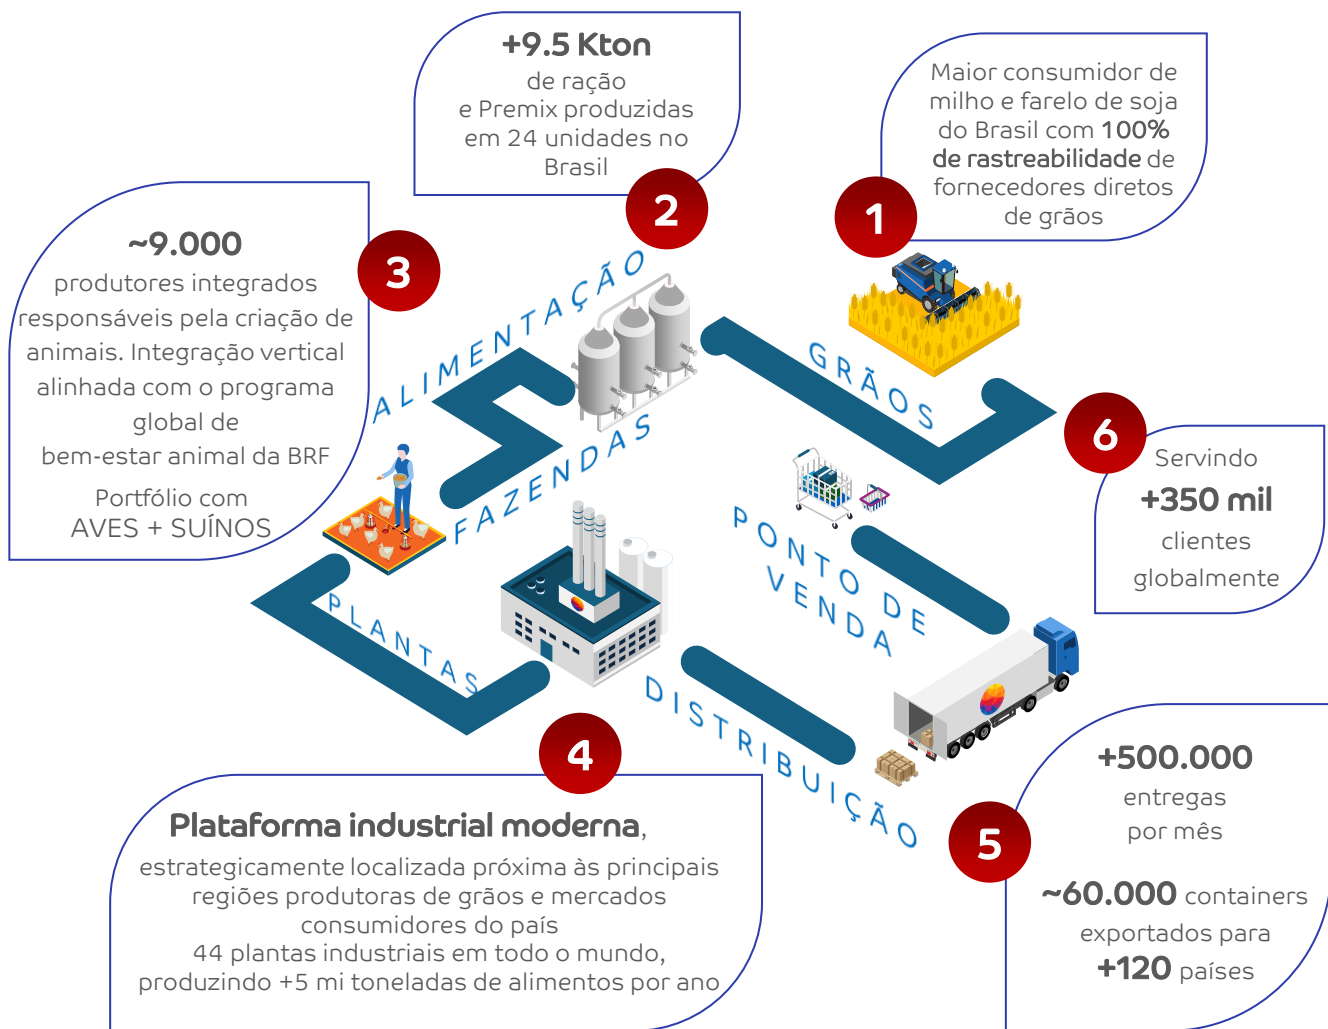 1
Maior consumidor de
milho e farelo de soja
do Brasil com 100%
de rastreabilidade de
fornecedores diretos
de grãos
GRÃOS
2
+9.5 Kton
de ração
e Premix produzidas
em 24 unidades no
Brasil
ALIMENTAÇÃO
3
~9.000
produtores integrados
responsáveis pela criação de
animais. Integração vertical
alinhada com o programa
global de
bem-estar animal da BRF
Portfólio com
AVES + SUÍNOS
FAZENDAS
PLANTAS
4
Plataforma industrial moderna,
estrategicamente localizada próxima às principais
regiões produtoras de grãos e mercados
consumidores do país
44 plantas industriais em todo o mundo,
produzindo +5 mi toneladas de alimentos por ano
DISTRIBUIÇÃO
5
+500.000
entregas
por mês
~60.000 containers
exportados para
+120 países
PONTO DE
VENDA
6
Servindo
+350 mil
clientes
globalmente